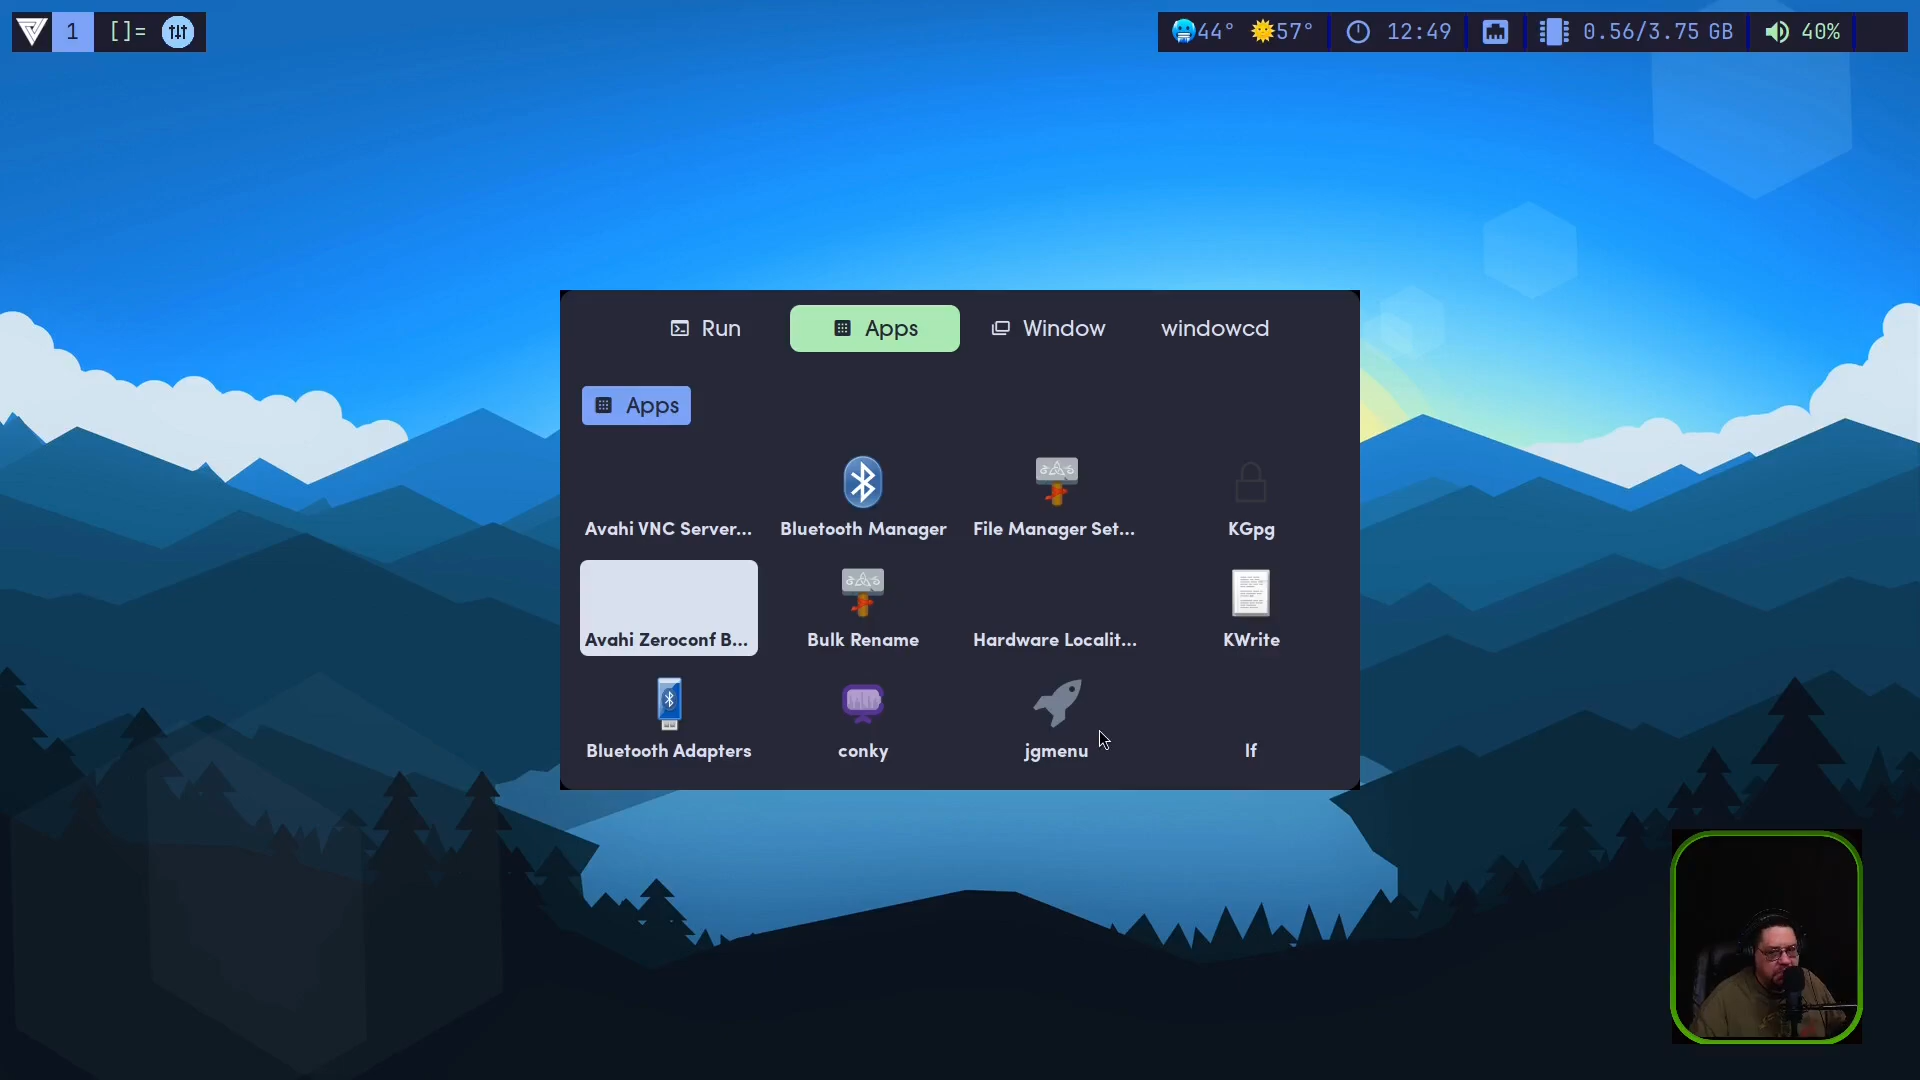 1 []= 44° 57° 12:49 0.56/3.75 GB 40%
Run Apps Window windowcd
Apps
Avahi VNC Server... Bluetooth Manager File Manager Set... KGpg
Avahi Zeroconf B... Bulk Rename Hardware Localit... KWrite
Bluetooth Adapters conky jgmenu lf